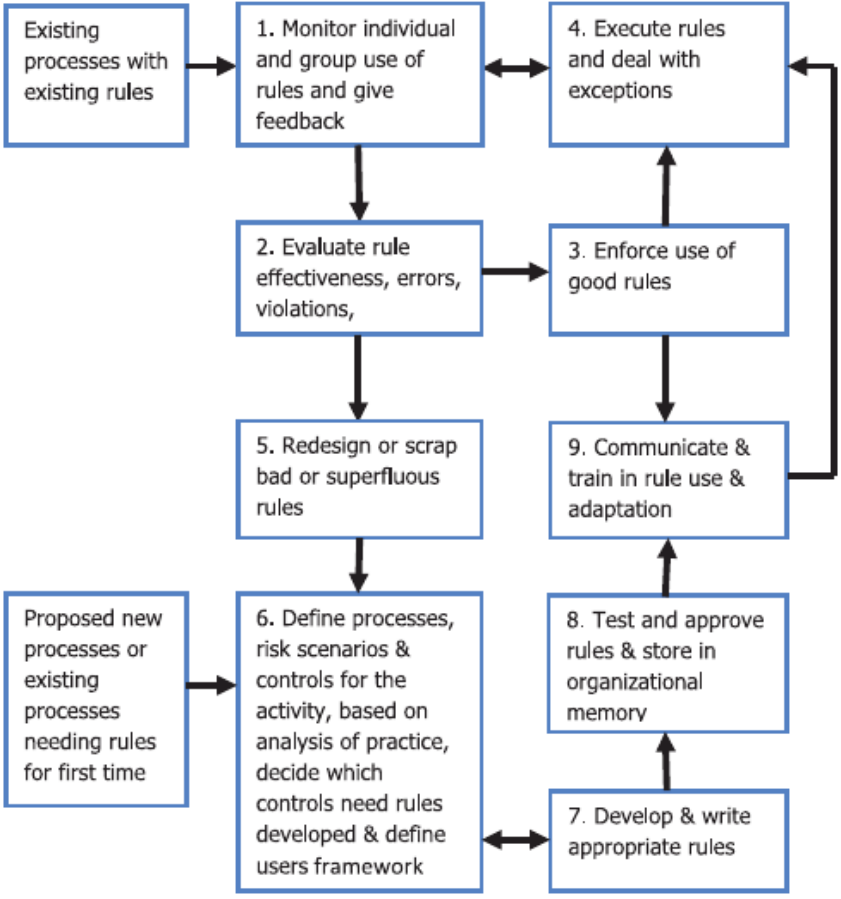 Existing
processes with
existing rules
1. Monitor individual
and group use of
rules and give
feedback
4. Execute rules
and deal with
exceptions
2. Evaluate rule
effectiveness, errors,
violations,
3. Enforce use of
good rules
5. Redesign or scrap
bad or superfluous
rules
9. Communicate &
train in rule use &
adaptation
Proposed new
processes or
existing
processes
needing rules
for first time
6. Define processes,
risk scenarios &
controls for the
activity, based on
analysis of practice,
decide which
controls need rules
developed & define
users framework
8. Test and approve
rules & store in
organizational
memory
7. Develop & write
appropriate rules